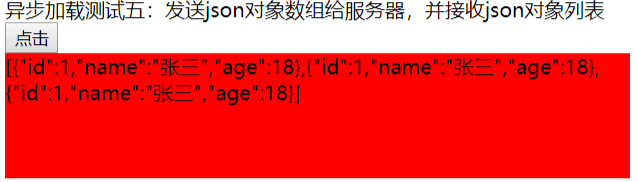 异步加载测试五：发送json对象数组给服务器，并接收json对象列表
点击
[{"id":1,"name":"张三","age":18},{"id":1,"name":"张三","age":18},
{"id":1,"name":"张三","age":18}]